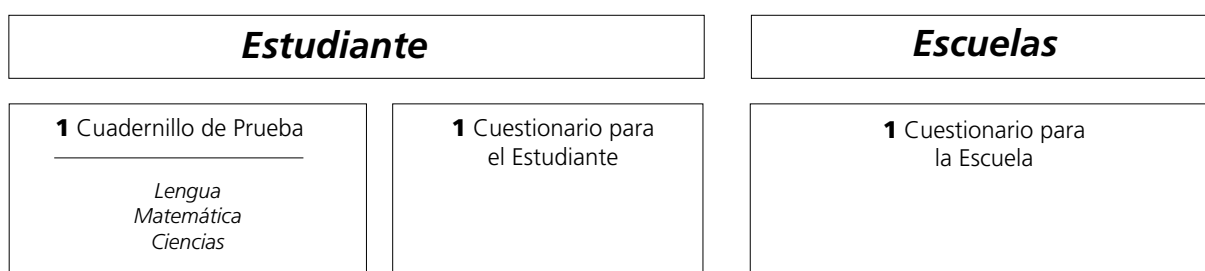 Estudiante
Escuelas
1 Cuadernillo de Prueba
Lengua
Matemática
Ciencias
1 Cuestionario para
el Estudiante
1 Cuestionario para
la Escuela